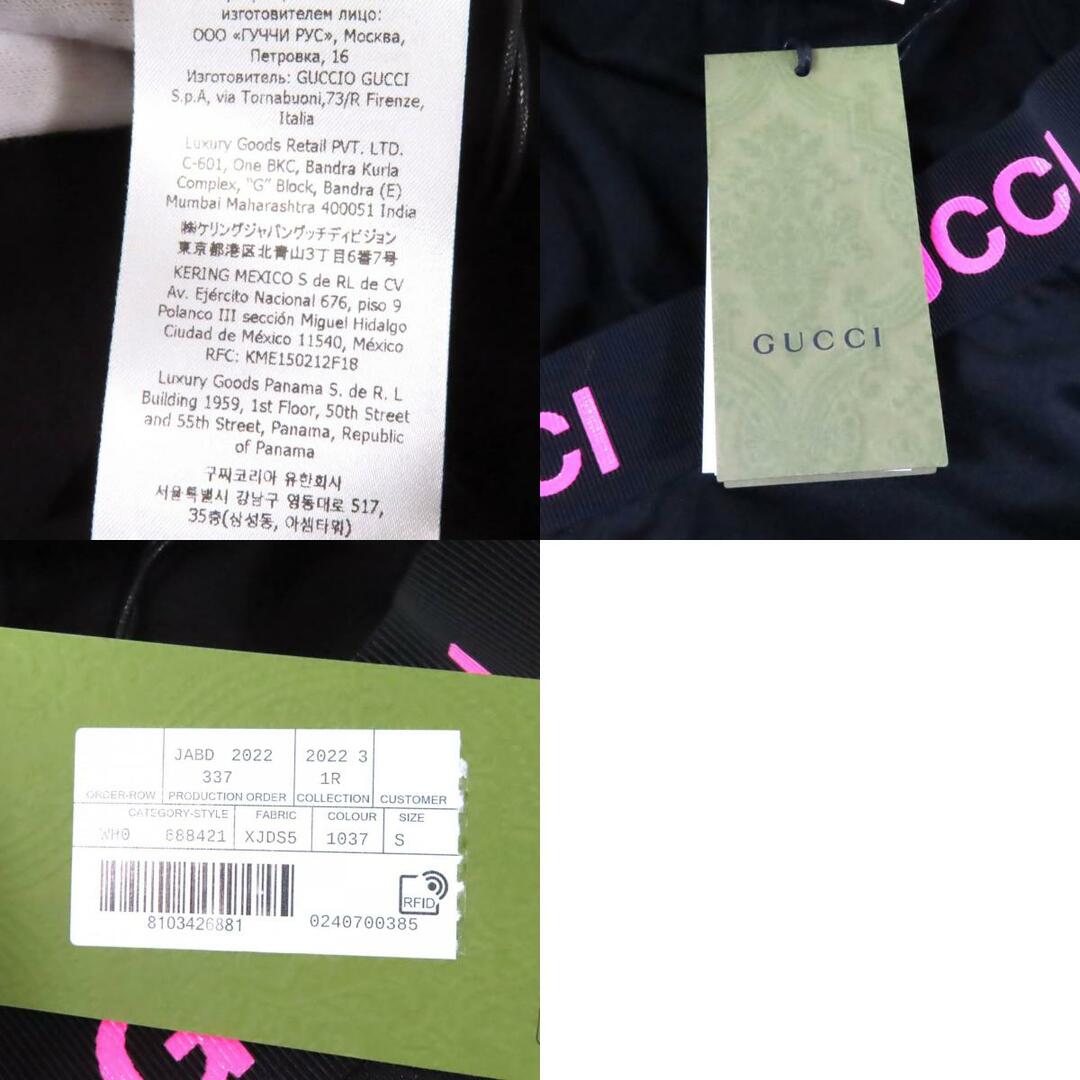 изготовителем лицо:
ООО «ГУЧЧИ РУС», Москва,
Петровка, 16
Изготовитель: GUCCIO GUCCI
S.p.A, via Tornabuoni,73/R Firenze,
Italia
Luxury Goods Retail PVT. LTD.
C-601, One BKC, Bandra Kurla
Complex, "G" Block, Bandra (E)
Mumbai Maharashtra 400051 India
㈱ケリングジャパングッチディビジョン
東京都港区北青山3丁目6番7号
KERING MEXICO S de RL de CV
Av. Ejército Nacional 676, piso 9
Polanco III sección Miguel Hidalgo
Ciudad de México 11540, México
RFC: KME150212F18
Luxury Goods Panama S. de R. L
Building 1959, 1st Floor, 50th Street
and 55th Street, Panama, Republic
of Panama
구찌코리아 유한회사
서울특별시 강남구 영동대로 517,
35층(삼성동, 아셈타워)
UCCI
GUCCI
CI
JABD 2022 2022 3
337 1R
ORDER-ROW PRODUCTION ORDER COLLECTION CUSTOMER
CATEGORY-STYLE FABRIC COLOUR SIZE
WH0 688421 XJDS5 1037 S
RFID
8103426881 0240700385
G